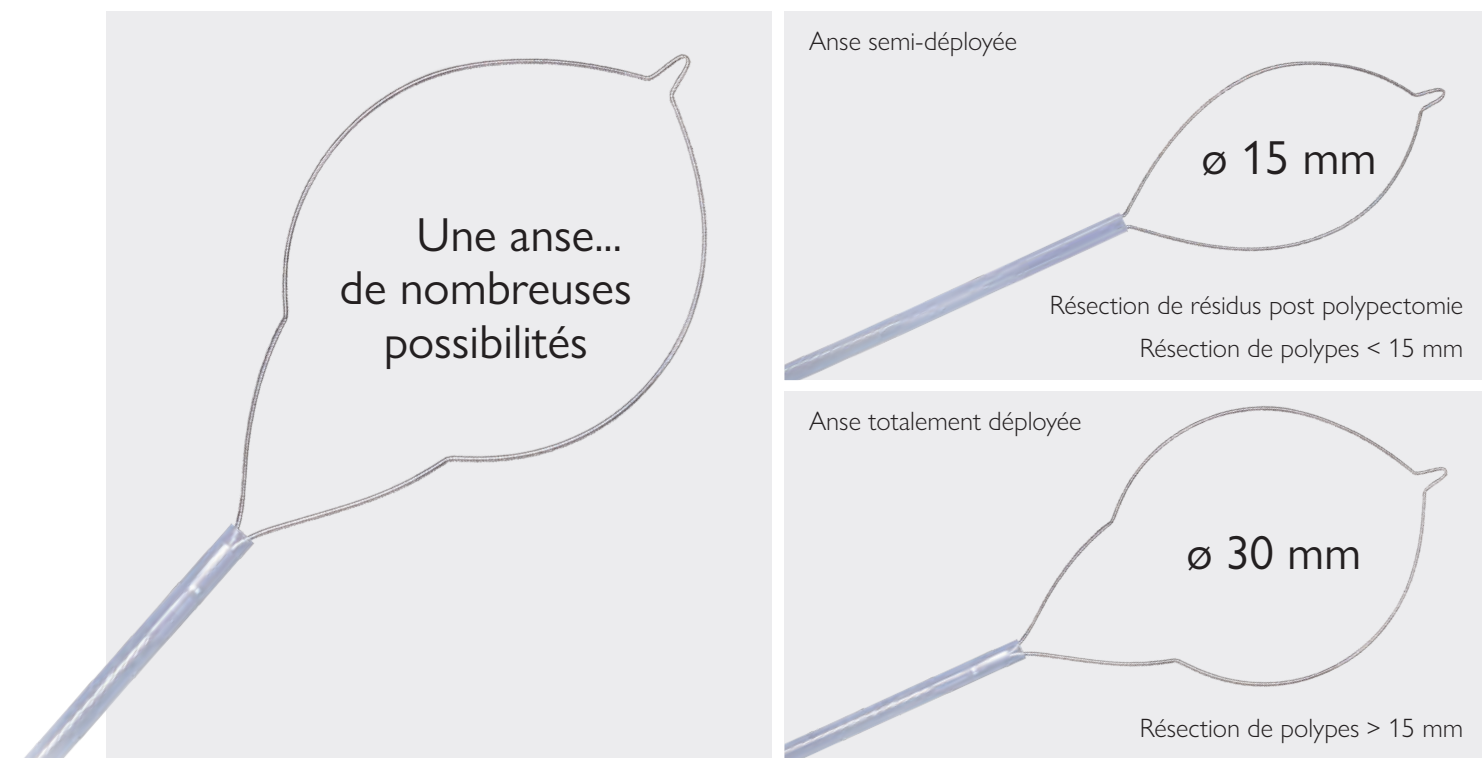 Une anse...
de nombreuses
possibilités
Anse semi-déployée
ø 15 mm
Résection de résidus post polypectomie
Résection de polypes < 15 mm
Anse totalement déployée
ø 30 mm
Résection de polypes > 15 mm